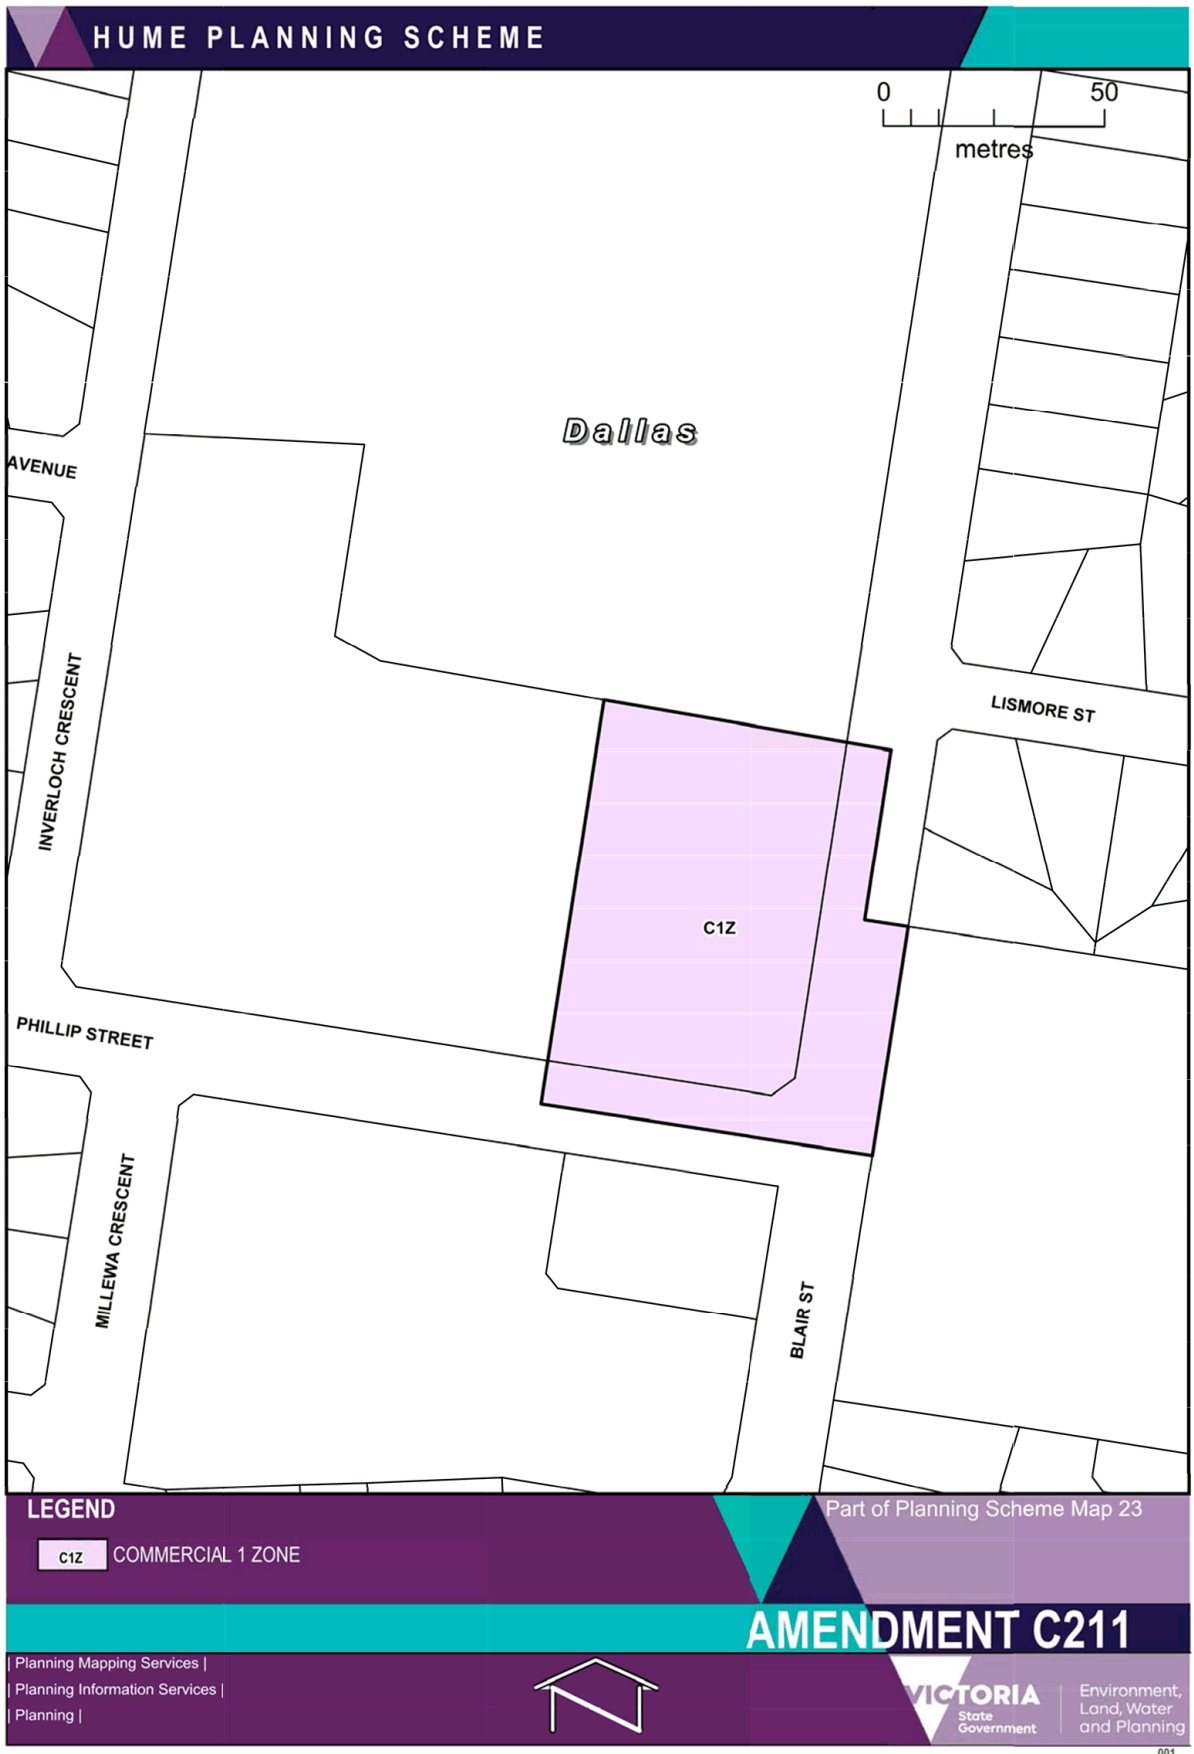 HUME PLANNING SCHEME
0 50
metres
Dallas
AVENUE
INVERLOCH CRESCENT
LISMORE ST
C1Z
PHILLIP STREET
MILLEWA CRESCENT
BLAIR ST
LEGEND
Part of Planning Scheme Map 23
C1Z COMMERCIAL 1 ZONE
AMENDMENT C211
| Planning Mapping Services |
| Planning Information Services |
| Planning |
VICTORIA
State
Government
Environment,
Land, Water
and Planning
001